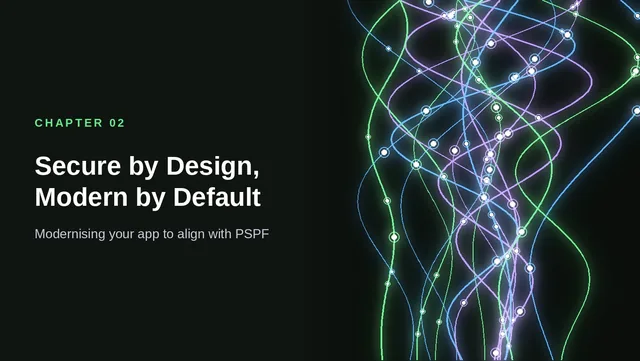 CHAPTER 02
Secure by Design,
Modern by Default
Modernising your app to align with PSPF